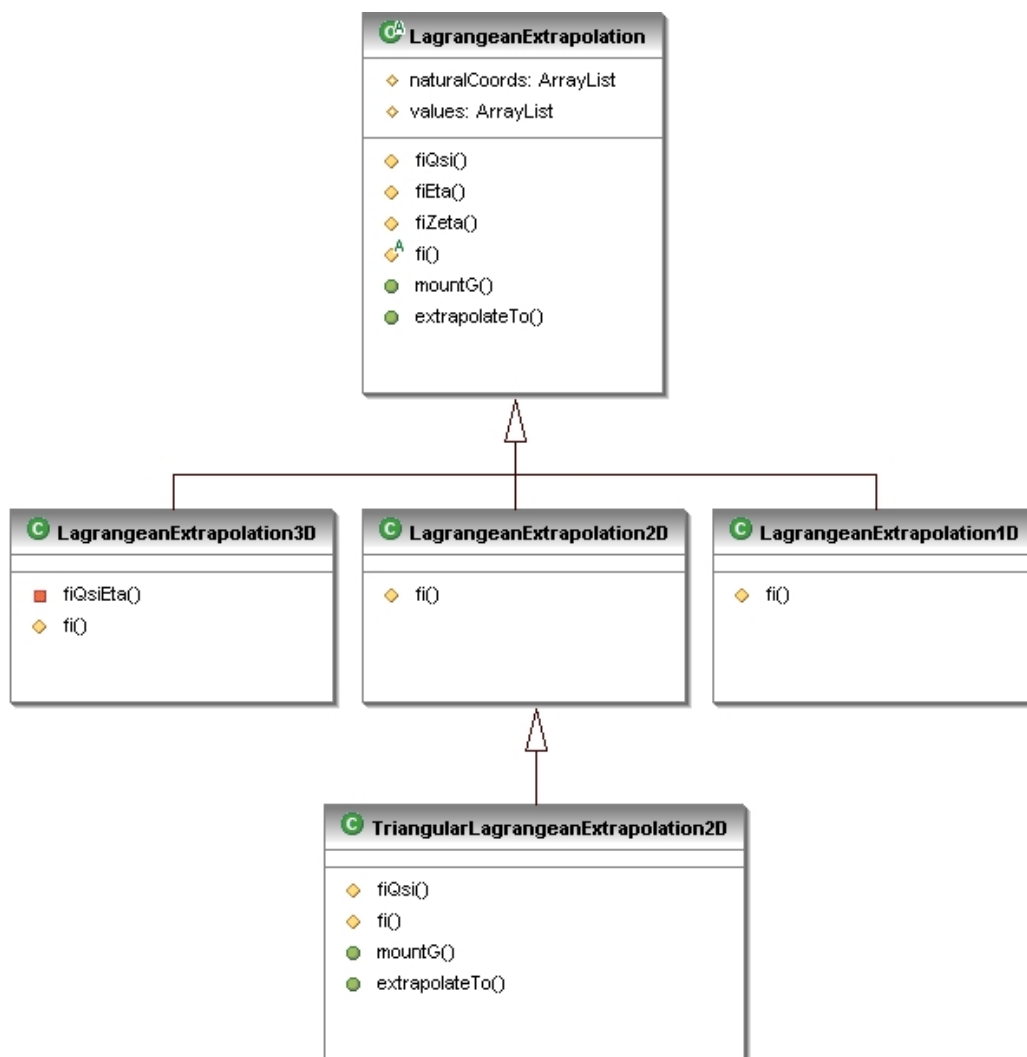 LagrangeanExtrapolation
naturalCoords: ArrayList
values: ArrayList
fiQsi()
fiEta()
fiZeta()
A fi()
mountG()
extrapolateTo()
C LagrangeanExtrapolation3D
fiQsiEta()
fi()
C LagrangeanExtrapolation2D
fi()
C LagrangeanExtrapolation1D
fi()
C TriangularLagrangeanExtrapolation2D
fiQsi()
fi()
mountG()
extrapolateTo()